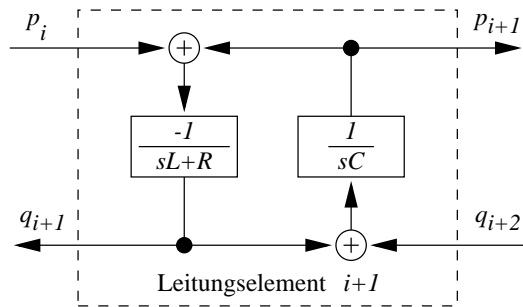 p_i
p_{i+1}
+
-1
sL+R
1
sC
q_{i+1}
q_{i+2}
+
Leitungselement i+1